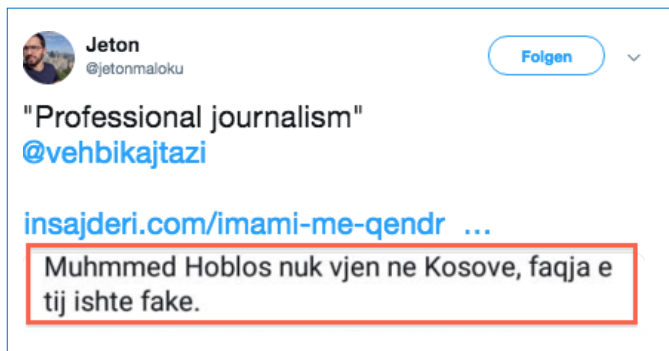 Jeton
@jetonmaloku
Folgen
"Professional journalism"
@vehbikajtazi
insajderi.com/imami-me-qendr ...
Muhmmed Hoblos nuk vjen ne Kosove, faqja e
tij ishte fake.